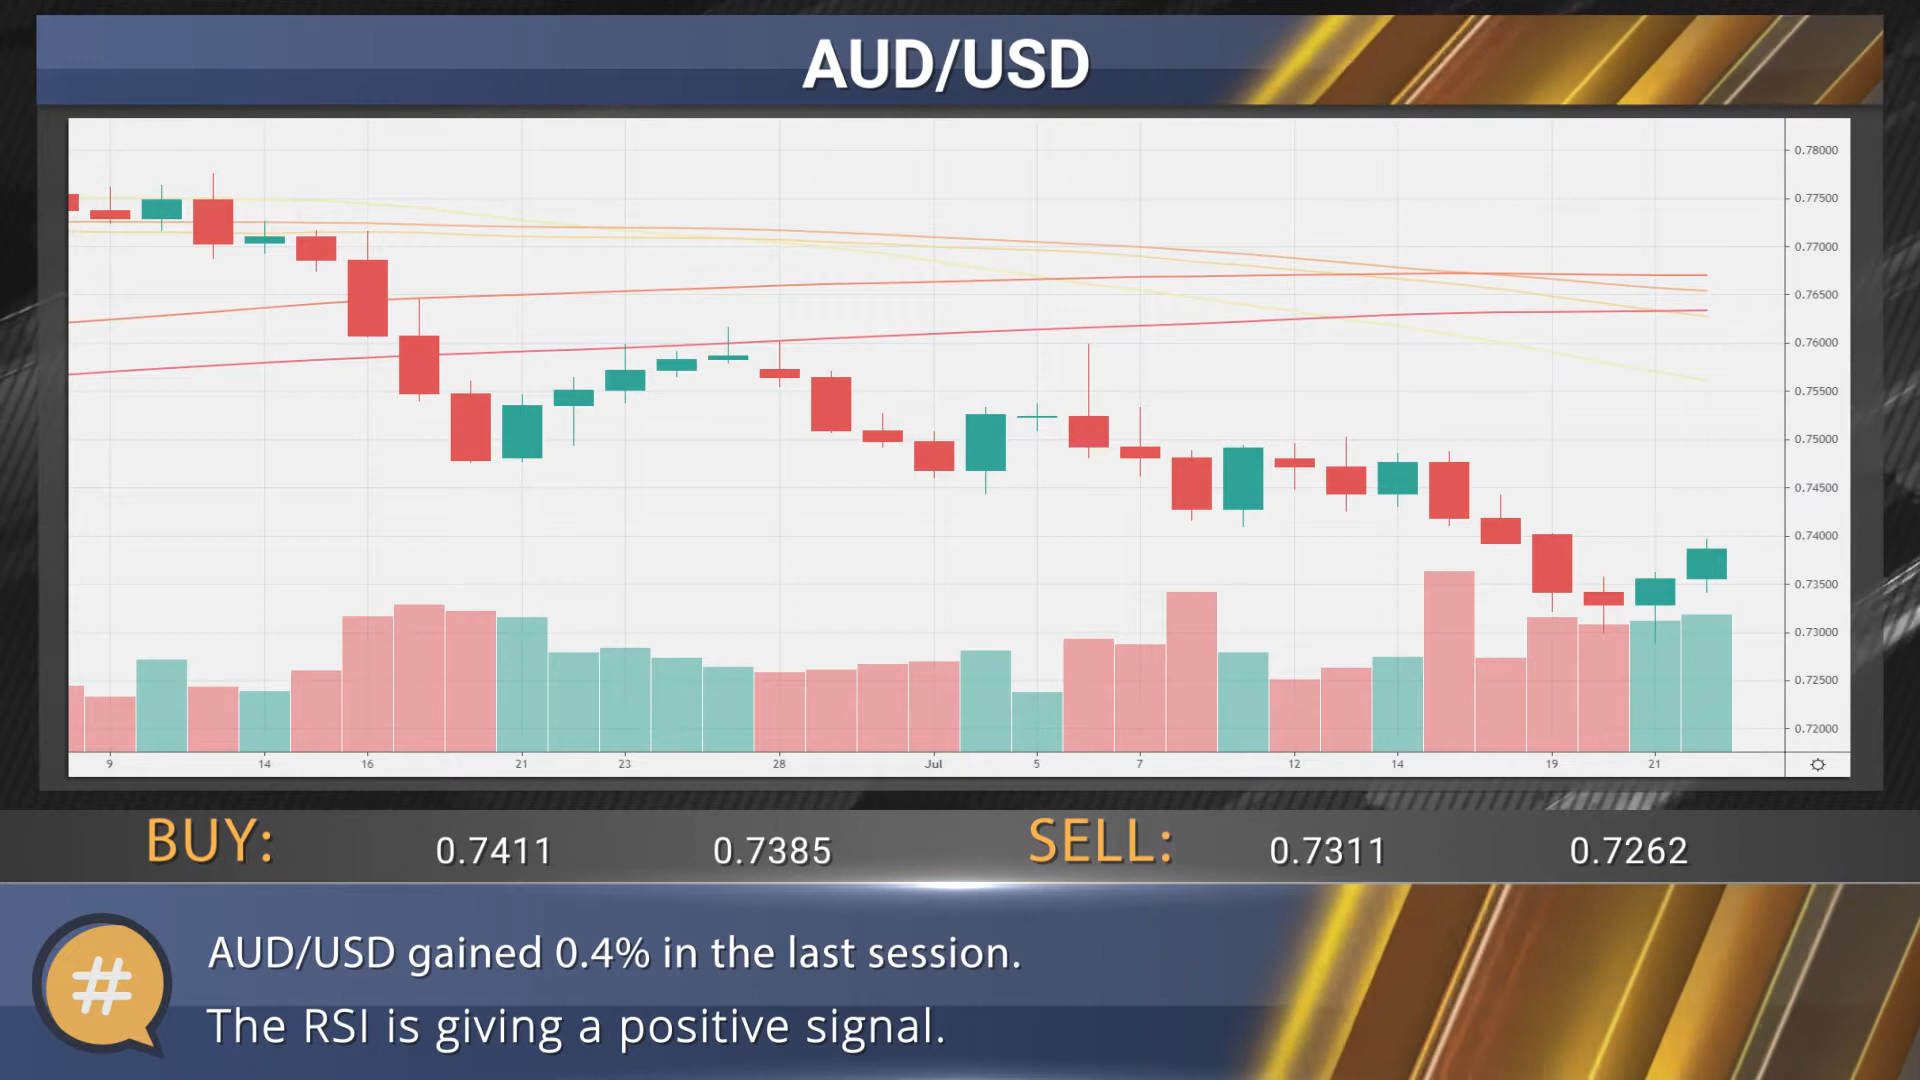 AUD/USD
0.78000
0.77500
0.77000
0.76500
0.76000
0.75500
0.75000
0.74500
0.74000
0.73500
0.73000
0.72500
0.72000
9 14 16 21 23 28 Jul 5 7 12 14 19 21
BUY: 0.7411 0.7385 SELL: 0.7311 0.7262
#
AUD/USD gained 0.4% in the last session.
The RSI is giving a positive signal.